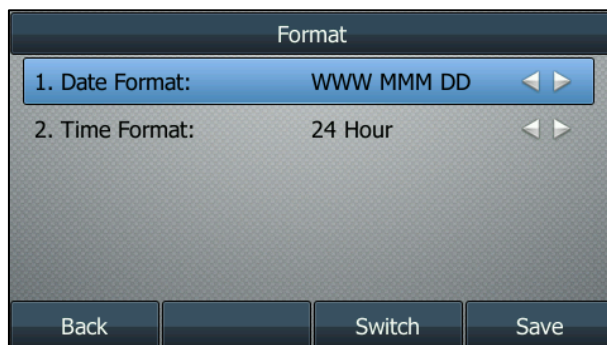 Format
1. Date Format: WWW MMM DD
2. Time Format: 24 Hour
Back Switch Save